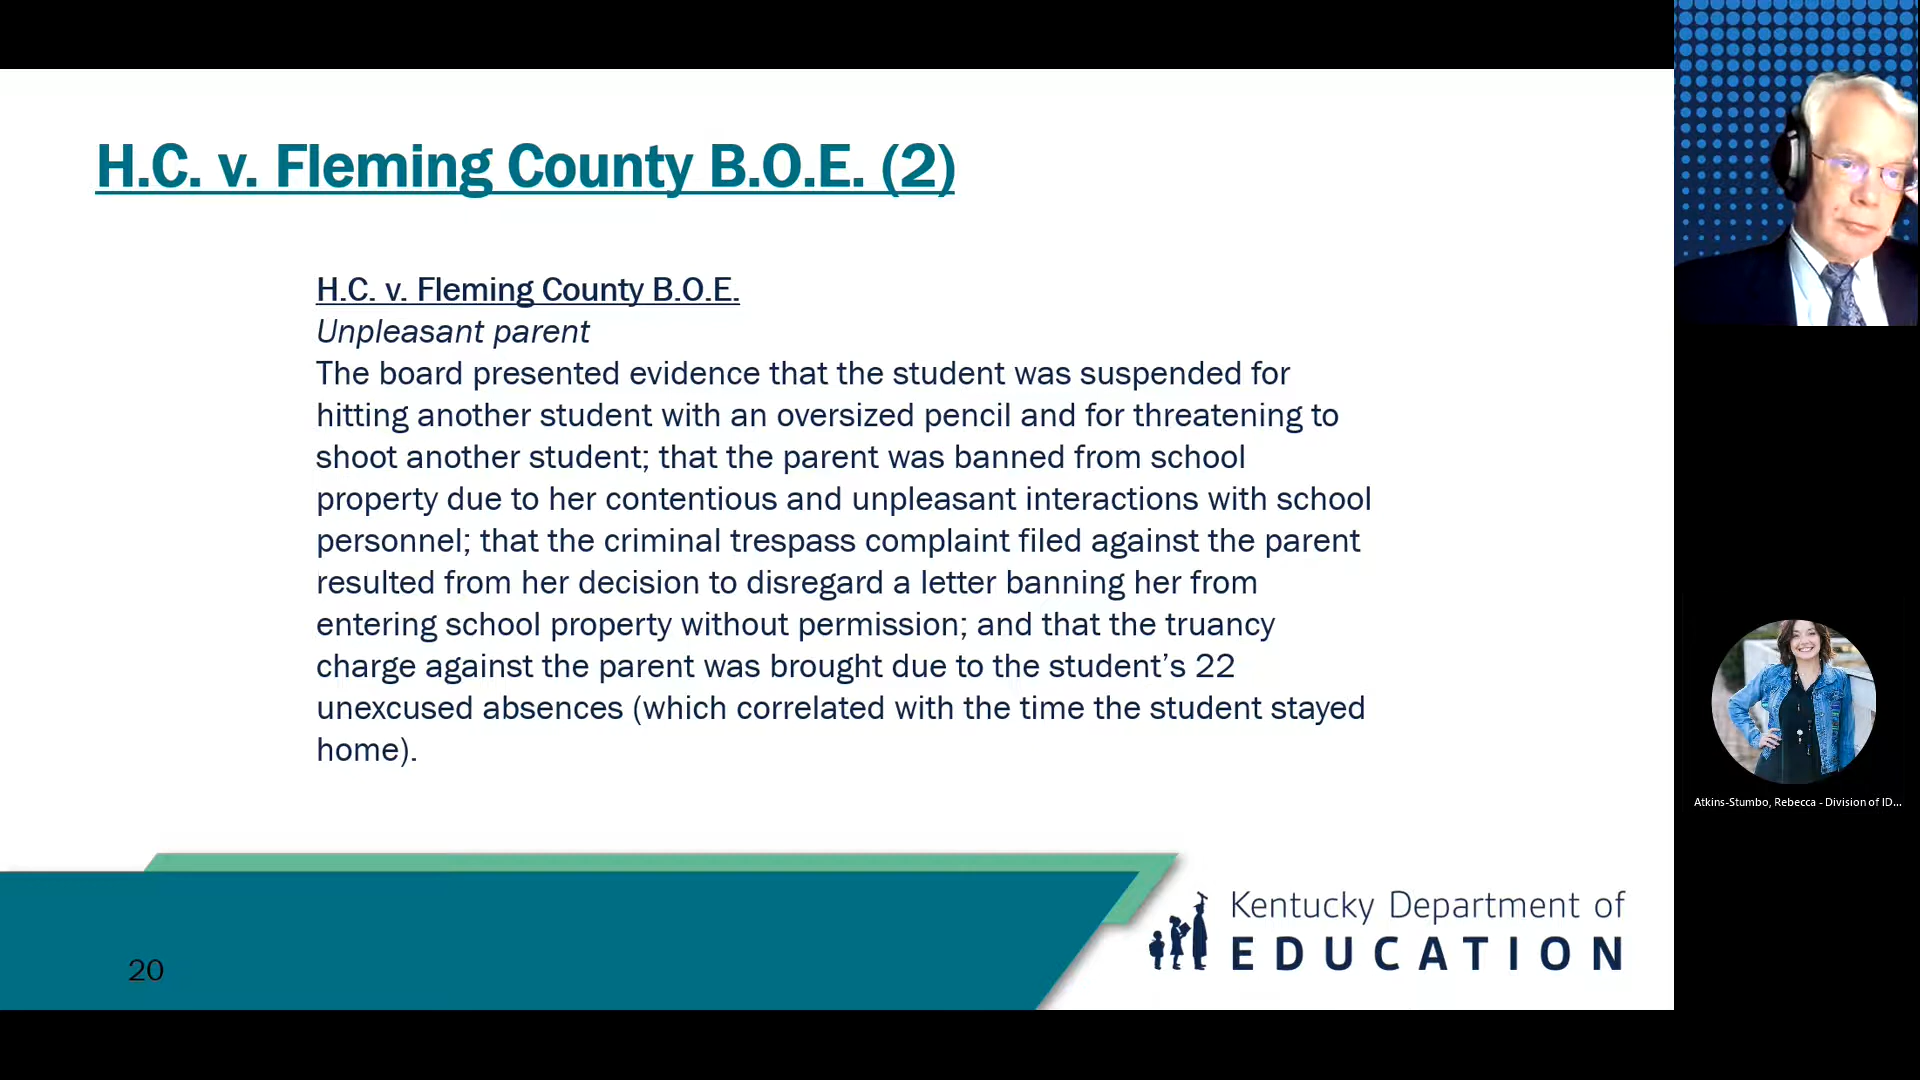 H.C. v. Fleming County B.O.E. (2)
H.C. v. Fleming County B.O.E.
Unpleasant parent
The board presented evidence that the student was suspended for
hitting another student with an oversized pencil and for threatening to
shoot another student; that the parent was banned from school
property due to her contentious and unpleasant interactions with school
personnel; that the criminal trespass complaint filed against the parent
resulted from her decision to disregard a letter banning her from
entering school property without permission; and that the truancy
charge against the parent was brought due to the student’s 22
unexcused absences (which correlated with the time the student stayed
home).
Atkins-Stumbo, Rebecca - Division of ID...
Kentucky Department of
EDUCATION
20